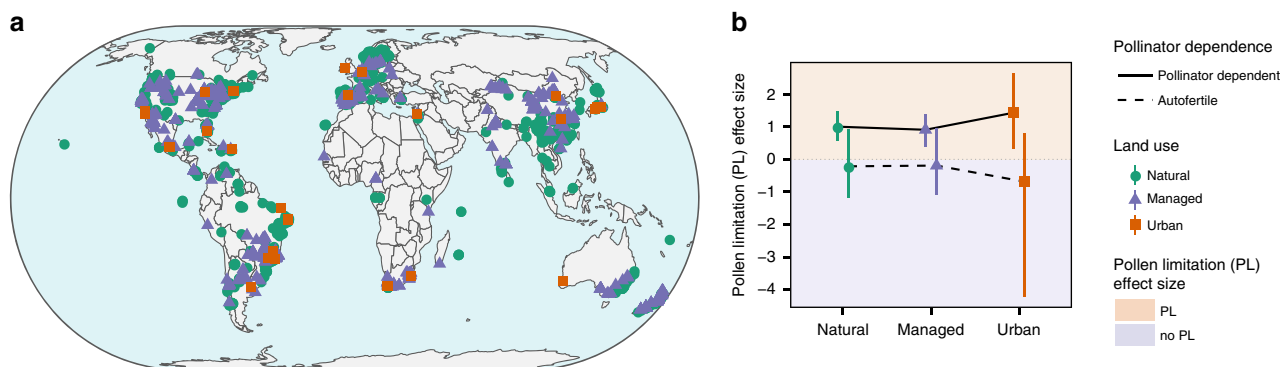 a
b
Pollen limitation (PL) effect size
2
1
0
−1
−2
−3
−4
Natural
Managed
Urban
Pollinator dependence
Pollinator dependent
Autofertile
Land use
Natural
Managed
Urban
Pollen limitation (PL)
effect size
PL
no PL